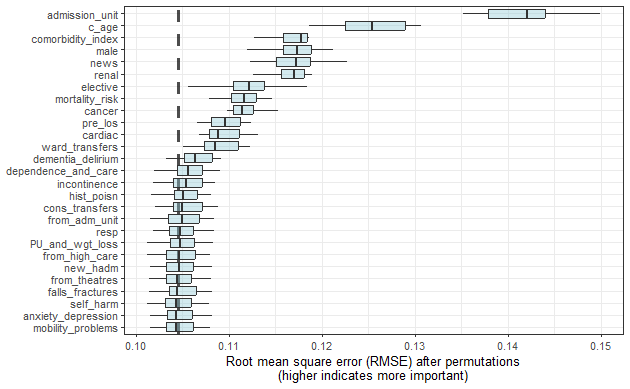 admission_unit
c_age
comorbidity_index
male
news
renal
elective
mortality_risk
cancer
pre_los
cardiac
ward_transfers
dementia_delirium
dependence_and_care
incontinence
hist_poisn
cons_transfers
from_adm_unit
resp
PU_and_wgt_loss
from_high_care
new_hadm
from_theatres
falls_fractures
self_harm
anxiety_depression
mobility_problems
0.10 0.11 0.12 0.13 0.14 0.15
Root mean square error (RMSE) after permutations
(higher indicates more important)